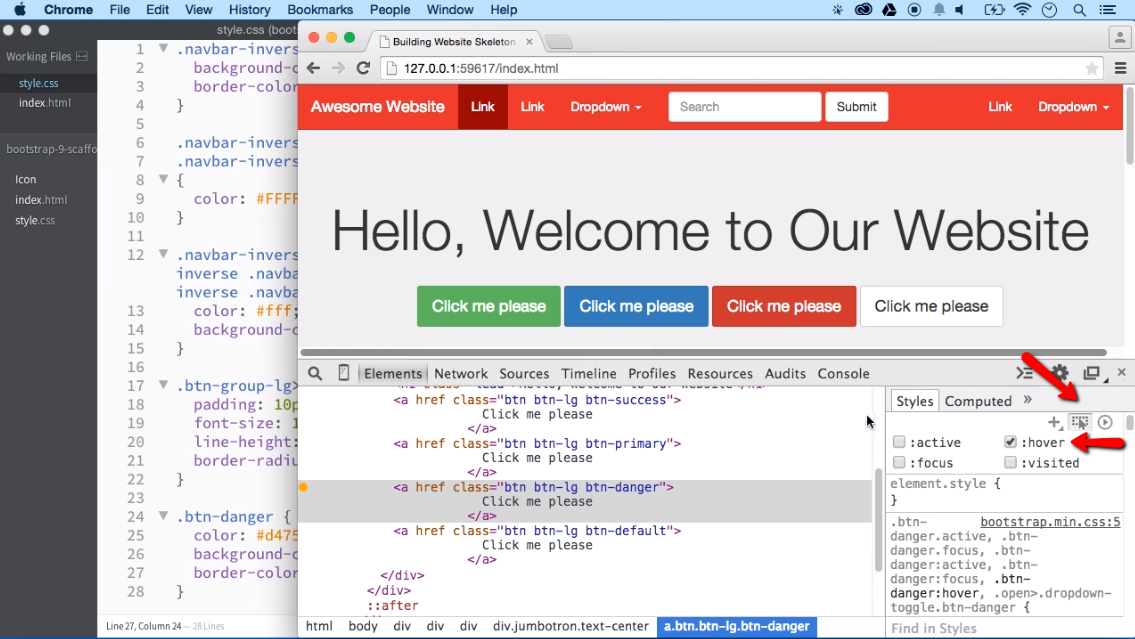 Chrome File Edit View History Bookmarks People Window Help
style.css (boot
Working Files
style.css
index.html
bootstrap-9-scaffo
Icon
index.html
style.css
1 .navbar-invers
2 background-c
3 border-color
4 }
5
6 .navbar-invers
7 .navbar-invers
8 {
9 color: #FFFF
10 }
11
12 .navbar-invers
inverse .navba
inverse .navba
13 color: #fff;
14 background-c
15 }
16
17 .btn-group-lg>
18 padding: 10p
19 font-size: 1
20 line-height:
21 border-radiu
22 }
23
24 .btn-danger {
25 color: #d475
26 background-c
27 border-color
28 }
Line 27, Column 24 — 28 Lines
Building Website Skeleton
127.0.0.1:59617/index.html
Awesome Website Link Link Dropdown Search Submit Link Dropdown
Hello, Welcome to Our Website
Click me please Click me please Click me please Click me please
Elements Network Sources Timeline Profiles Resources Audits Console
<a href class="btn btn-lg btn-success">
Click me please
</a>
<a href class="btn btn-lg btn-primary">
Click me please
</a>
<a href class="btn btn-lg btn-danger">
Click me please
</a>
<a href class="btn btn-lg btn-default">
Click me please
</a>
</div>
</div>
::after
html body div div div div.jumbotron.text-center a.btn.btn-lg.btn-danger
Styles Computed »
:active :hover
:focus :visited
element.style {
}
.btn- bootstrap.min.css:5
danger.active, .btn-
danger.focus, .btn-
danger:active, .btn-
danger:focus, .btn-
danger:hover, .open>.dropdown-
toggle.btn-danger {
Find in Styles